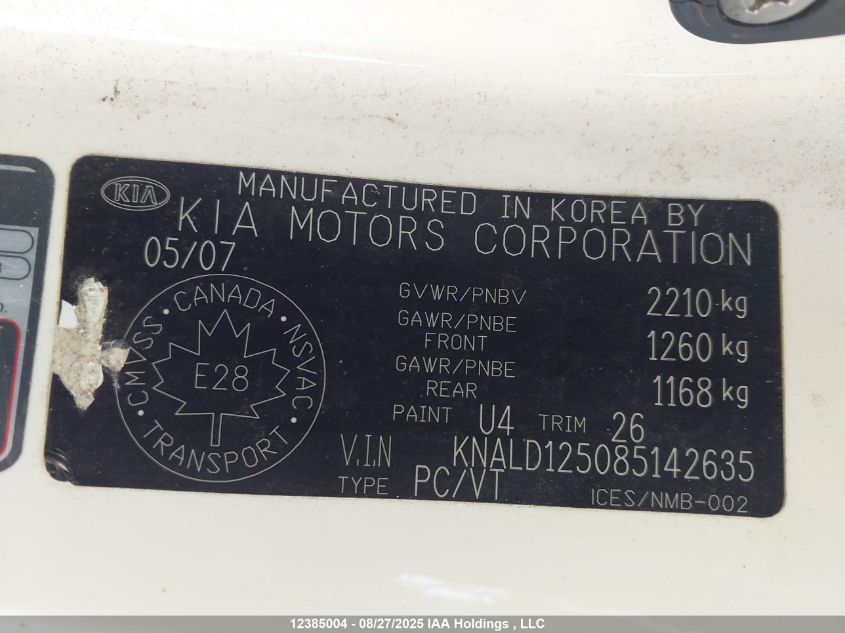 KIA
MANUFACTURED IN KOREA BY
KIA MOTORS CORPORATION
05/07
CMVSS • CANADA • NSVAC • TRANSPORT •
E28
GVWR/PNBV 2210 kg
GAWR/PNBE
FRONT 1260 kg
GAWR/PNBE
REAR 1168 kg
PAINT U4 TRIM 26
V.I.N KNALD125085142635
TYPE PC/VT ICES/NMB-002
12385004 - 08/27/2025 IAA Holdings , LLC